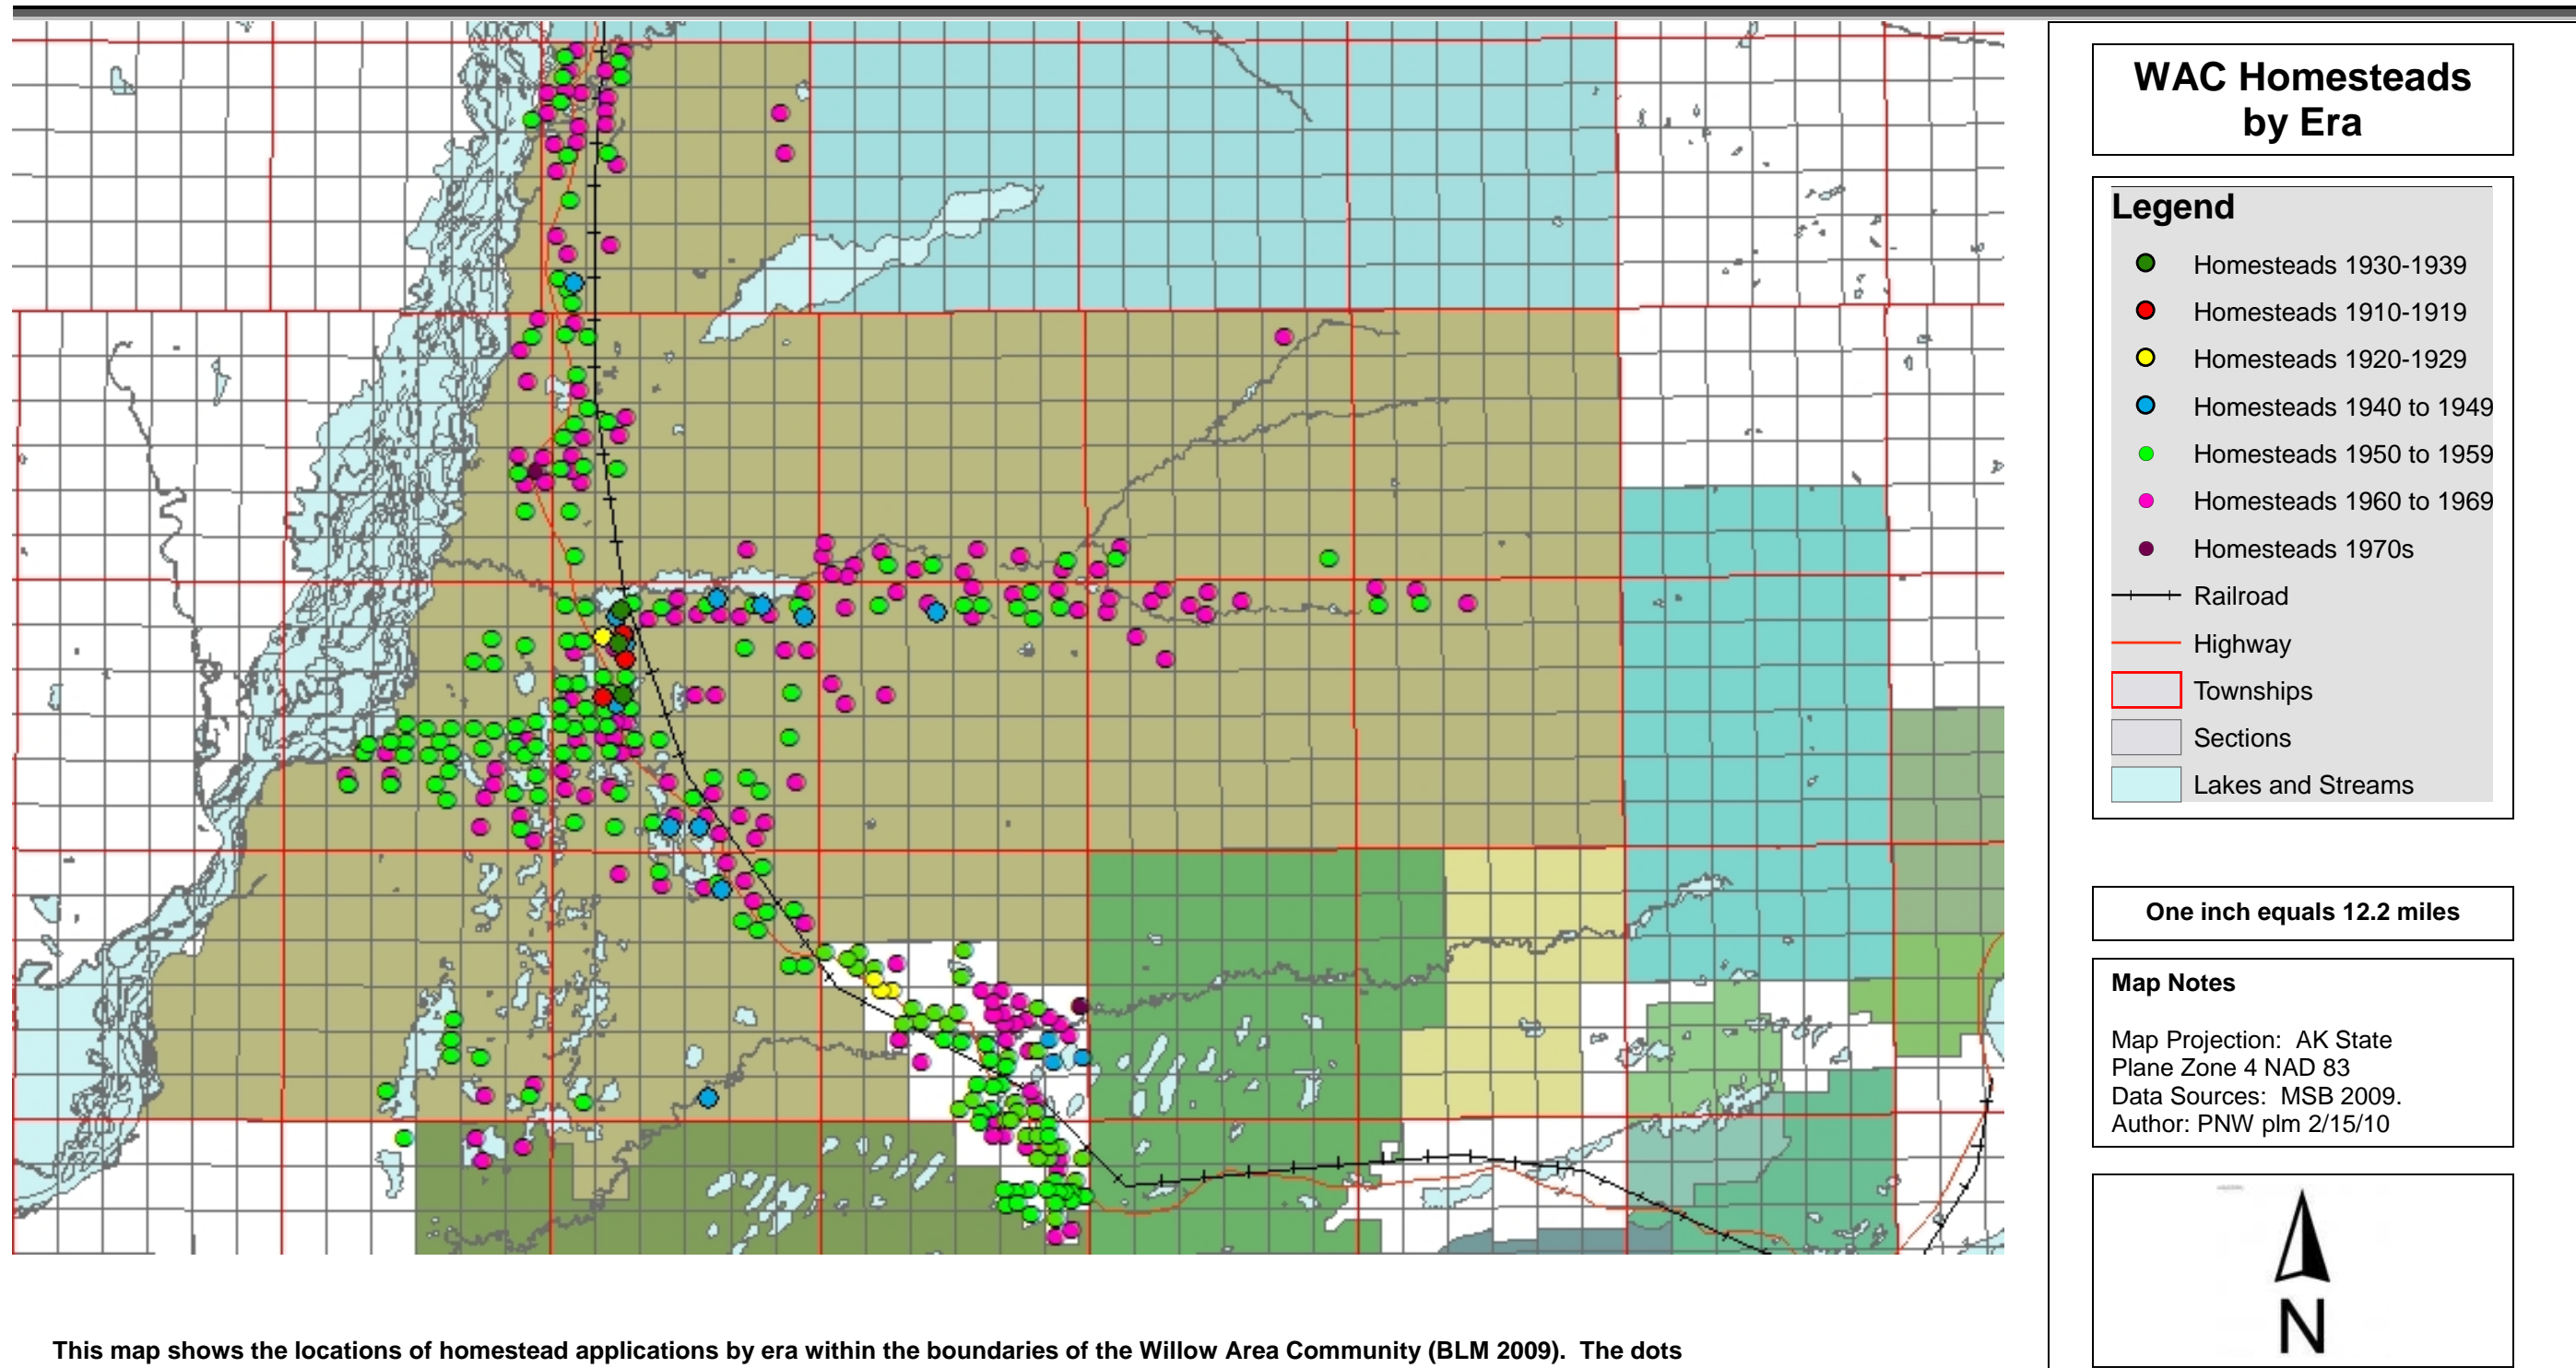 WAC Homesteads
by Era
Legend
Homesteads 1930-1939
Homesteads 1910-1919
Homesteads 1920-1929
Homesteads 1940 to 1949
Homesteads 1950 to 1959
Homesteads 1960 to 1969
Homesteads 1970s
Railroad
Highway
Townships
Sections
Lakes and Streams
One inch equals 12.2 miles
Map Notes
Map Projection: AK State
Plane Zone 4 NAD 83
Data Sources: MSB 2009.
Author: PNW plm 2/15/10
N
This map shows the locations of homestead applications by era within the boundaries of the Willow Area Community (BLM 2009). The dots